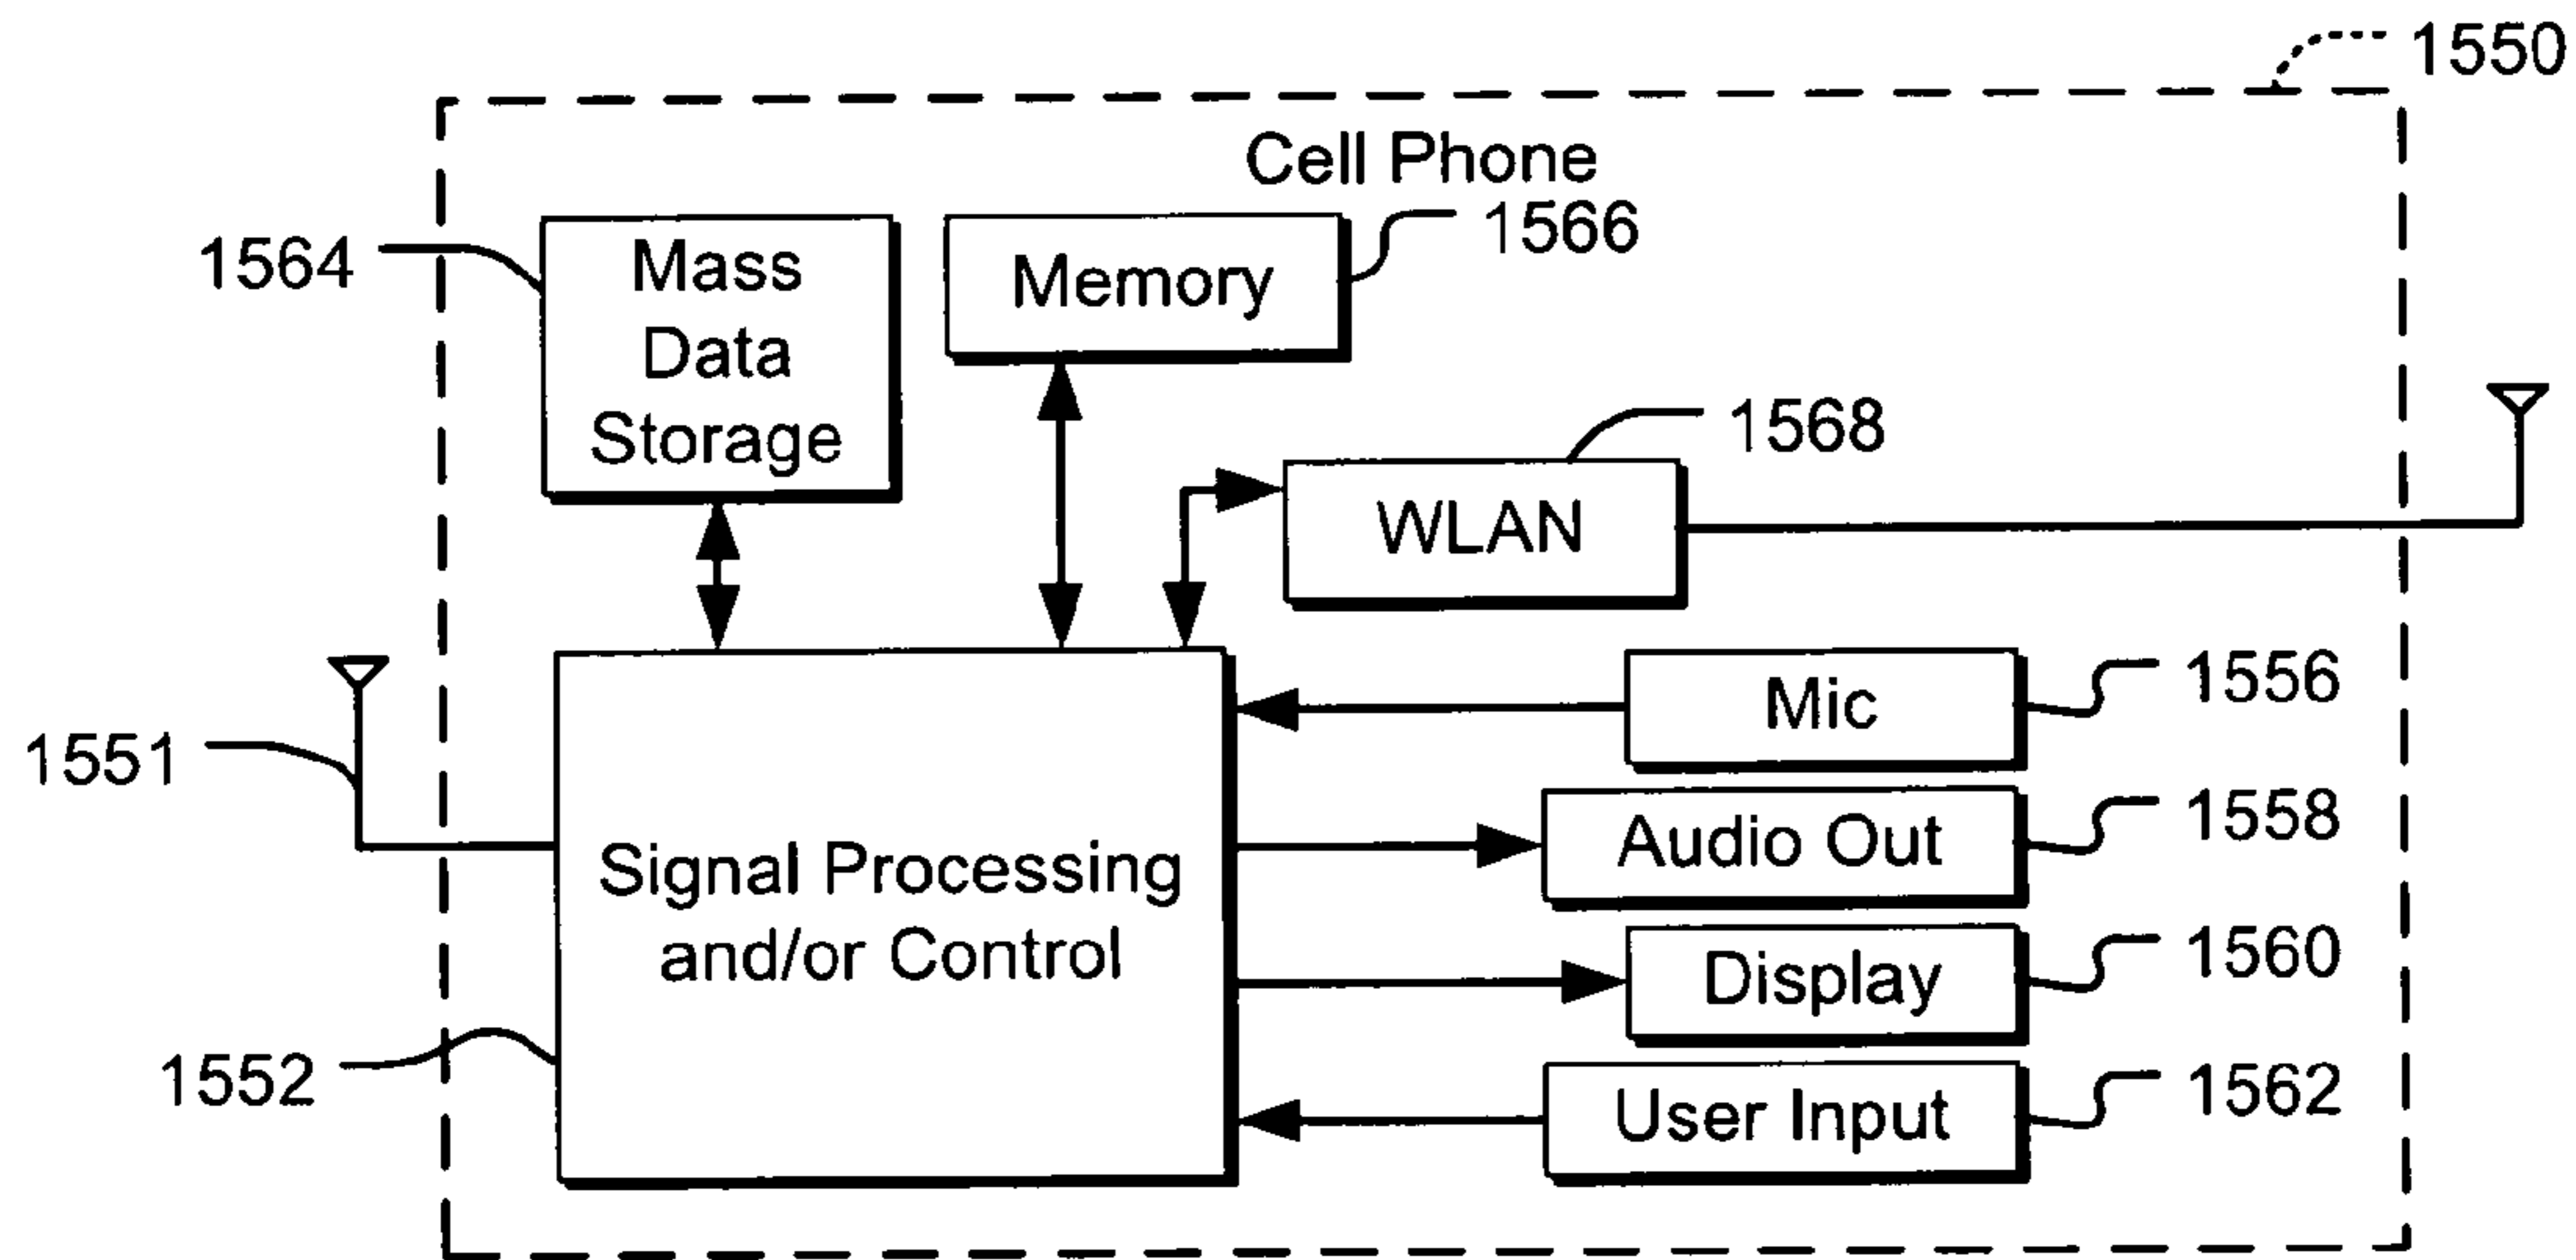 1550
Cell Phone
1564
Mass
Data
Storage
Memory
1566
1568
WLAN
1551
Signal Processing
and/or Control
1552
Mic
1556
Audio Out
1558
Display
1560
User Input
1562